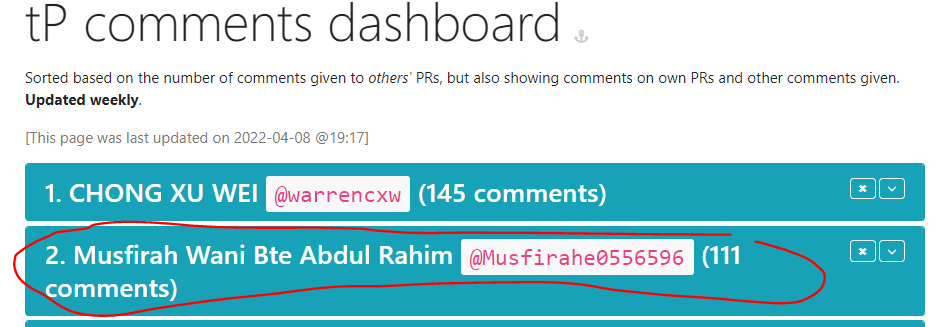 tP comments dashboard
Sorted based on the number of comments given to others' PRs, but also showing comments on own PRs and other comments given.
Updated weekly.
[This page was last updated on 2022-04-08 @19:17]
1. CHONG XU WEI @warrencxw (145 comments)
2. Musfirah Wani Bte Abdul Rahim @Musfirahe0556596 (111
comments)